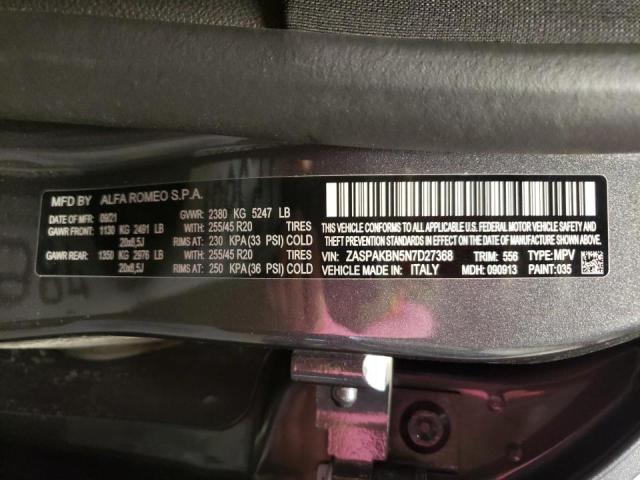 MFD BY ALFA ROMEO S.P.A.
DATE OF MFD: 09/21 GVWR: 2380 KG 5247 LB
GAWR FRONT: 1130 KG 2491 LB WITH: 255/45 R20 TIRES
20x8,5J RIMS AT: 230 KPA(33 PSI) COLD
GAWR REAR: 1350 KG 2976 LB WITH: 255/45 R20 TIRES
20x8,5J RIMS AT: 250 KPA(36 PSI) COLD
THIS VEHICLE CONFORMS TO ALL APPLICABLE U.S.A. FEDERAL MOTOR VEHICLE SAFETY,
BUMPER, AND THEFT PREVENTION STANDARDS IN EFFECT ON THE DATE OF MANUFACTURE SHOWN ABOVE.
VIN: ZASPAKBN5N7D27368 TRIM: 556 TYPE: MPV
VEHICLE MADE IN: ITALY MDH: 090913 PAINT: 035